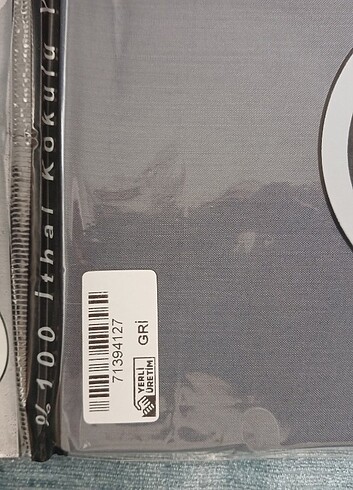 % 100 İthal Kokulu Y
71394127
GRİ
YERLİ
ÜRETİM